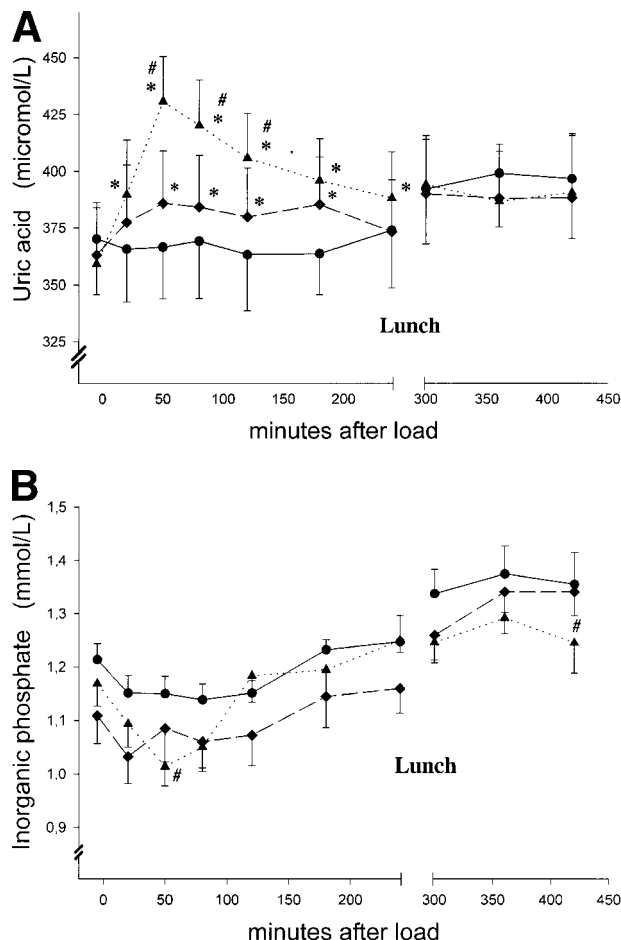 A
Uric acid (micromol/L)
450
425
400
375
350
325
#
*
#
*
#
*
*
*
*
*
*
*
*
*
Lunch
0 50 100 150 200 300 350 400 450
minutes after load
B
Inorganic phosphate (mmol/L)
1,5
1,4
1,3
1,2
1,1
1,0
0,9
#
#
Lunch
0 50 100 150 200 300 350 400 450
minutes after load